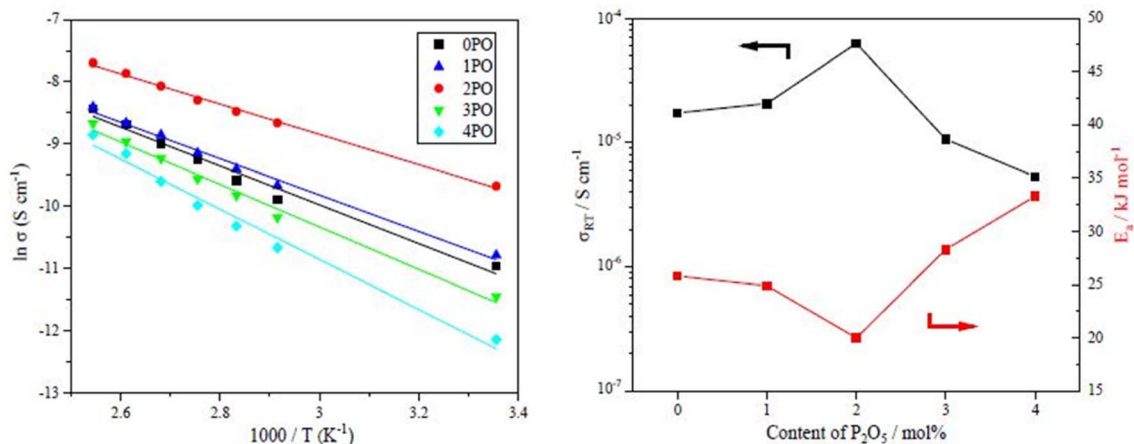 -7
-8
-9
-10
-11
-12
-13
ln σ (S cm⁻¹)
2.6
2.8
3
3.2
3.4
1000 / T (K⁻¹)
0PO
1PO
2PO
3PO
4PO
10⁻⁴
10⁻⁵
10⁻⁶
10⁻⁷
σRT / S cm⁻¹
0
1
2
3
4
Content of P₂O₅ / mol%
50
45
40
35
30
25
20
15
Eₐ / kJ mol⁻¹